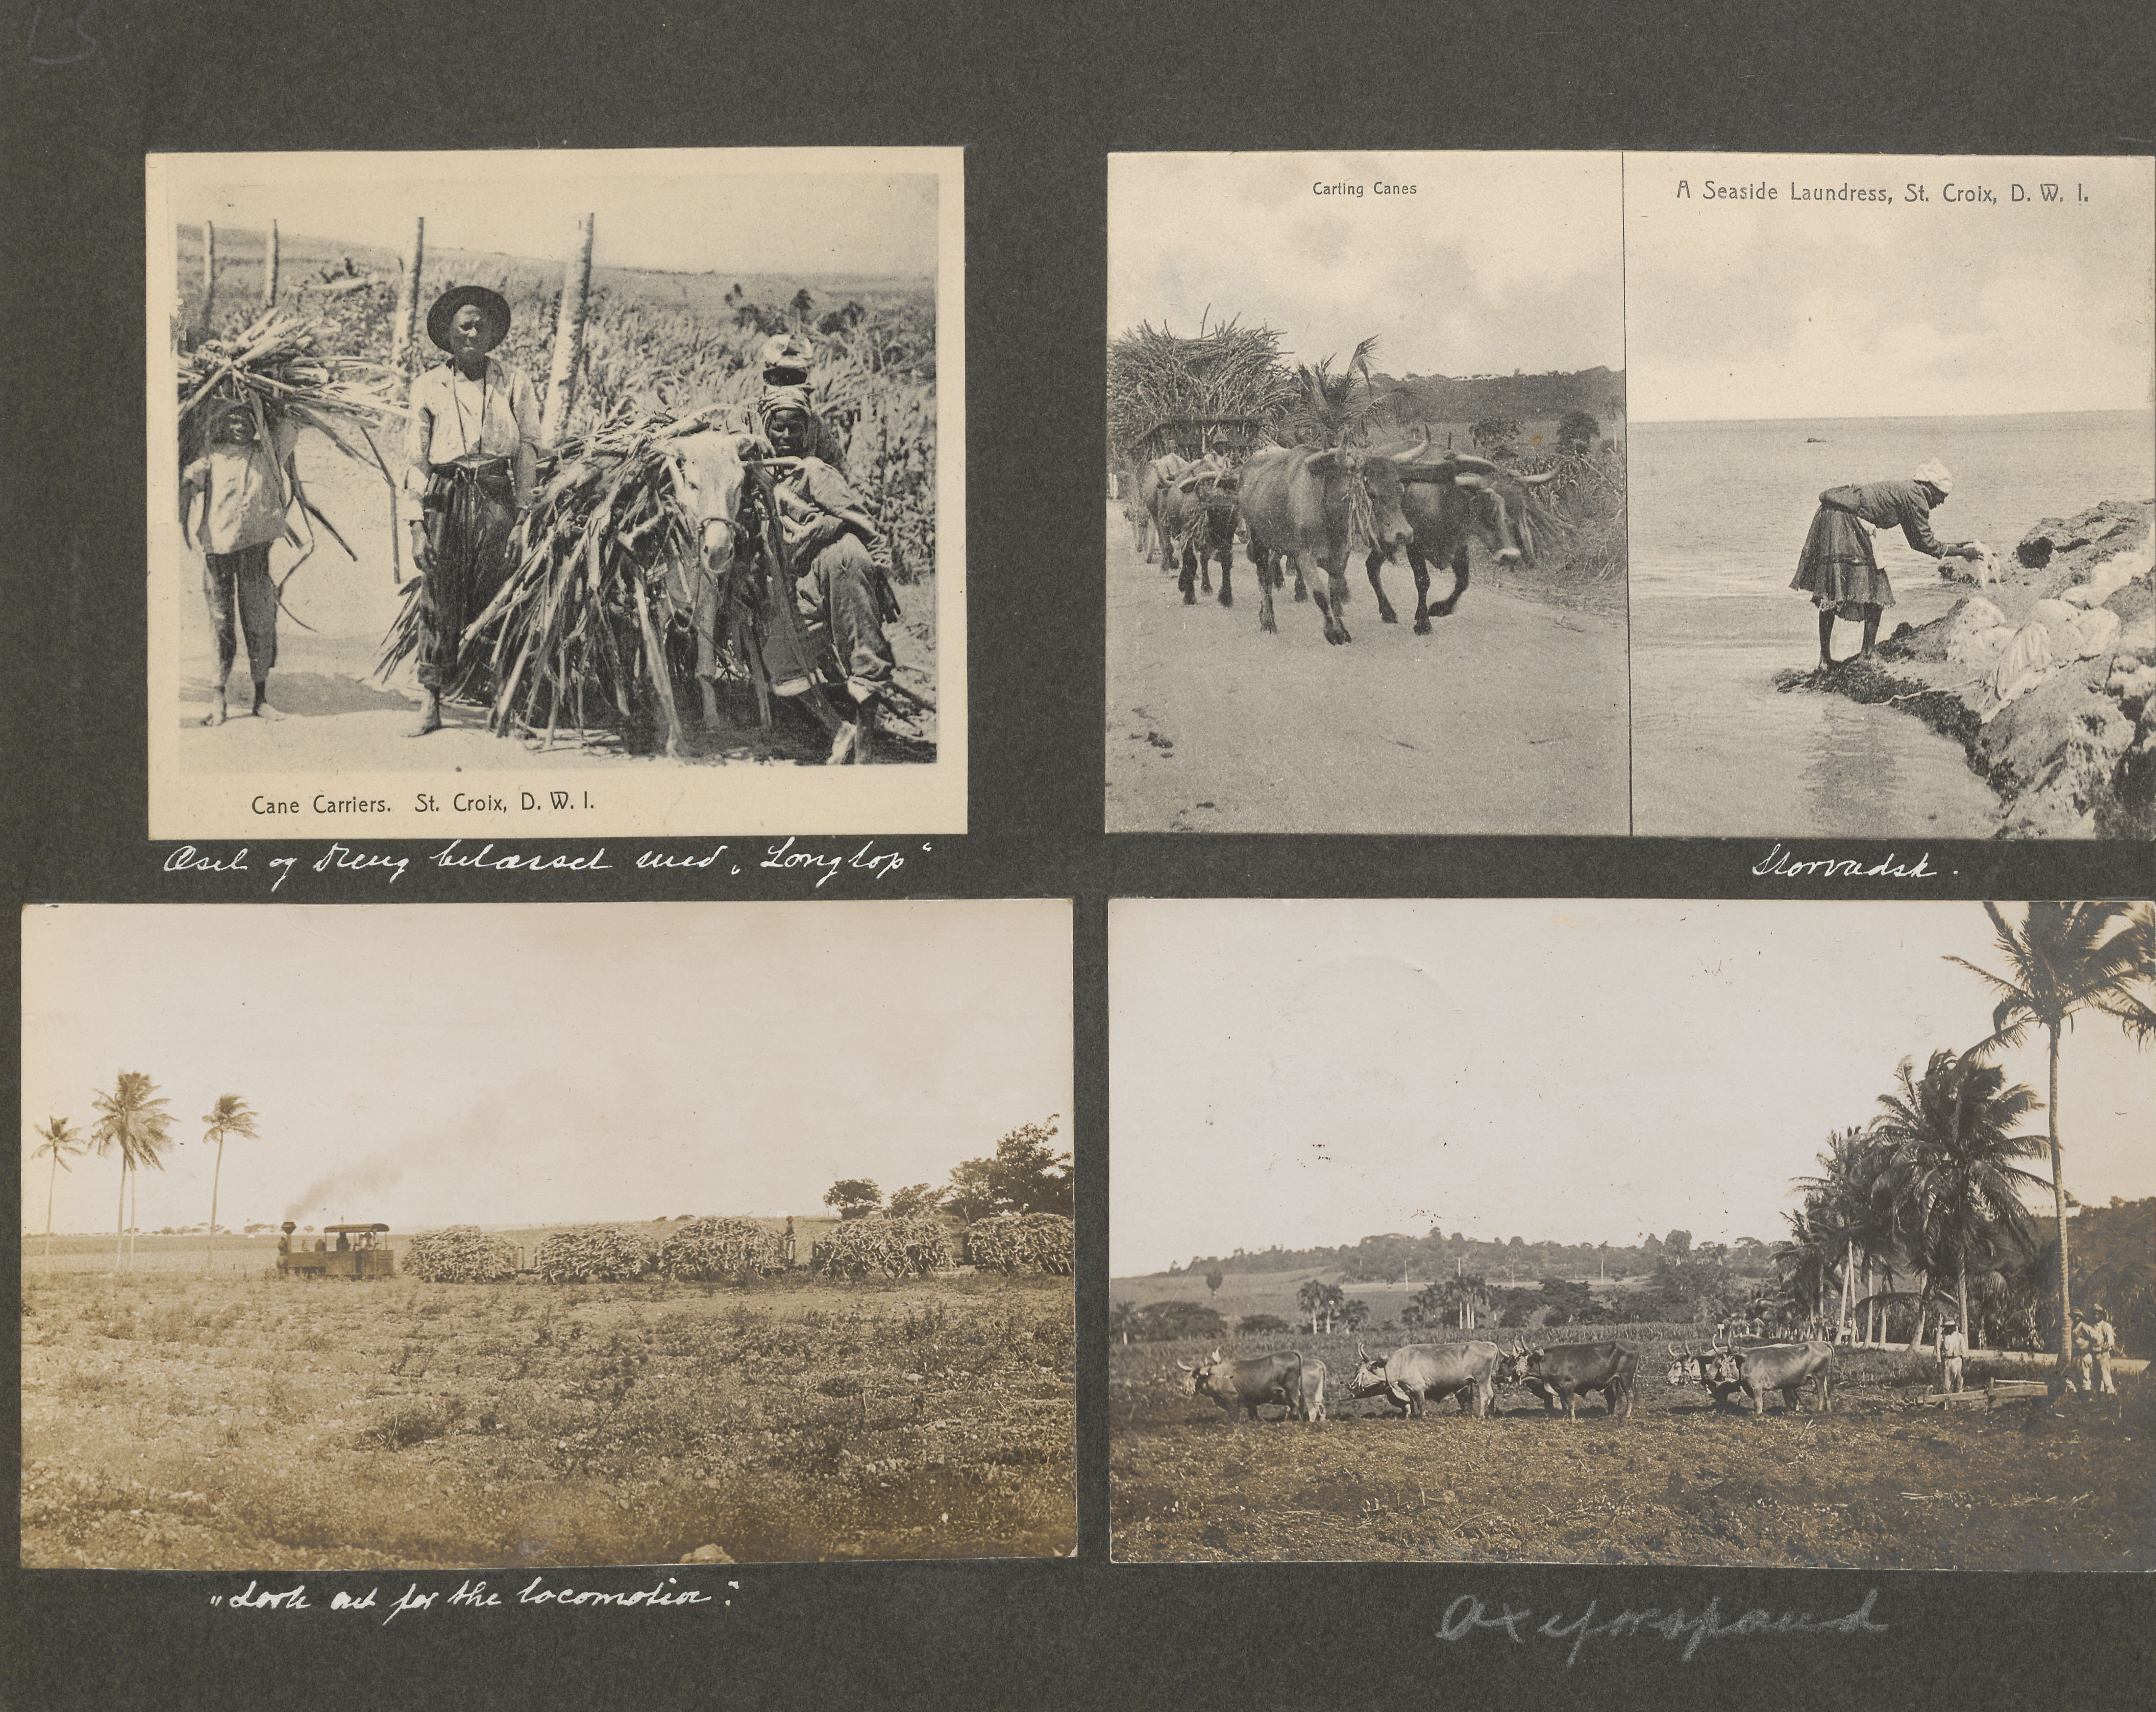 15
Cane Carriers. St. Croix, D. W. I.
Æsel og Dreng belæsset med „Longtop“
Carting Canes
A Seaside Laundress, St. Croix, D. W. I.
Storvadsk.
„Look out for the locomotive“.
Oxeforspand